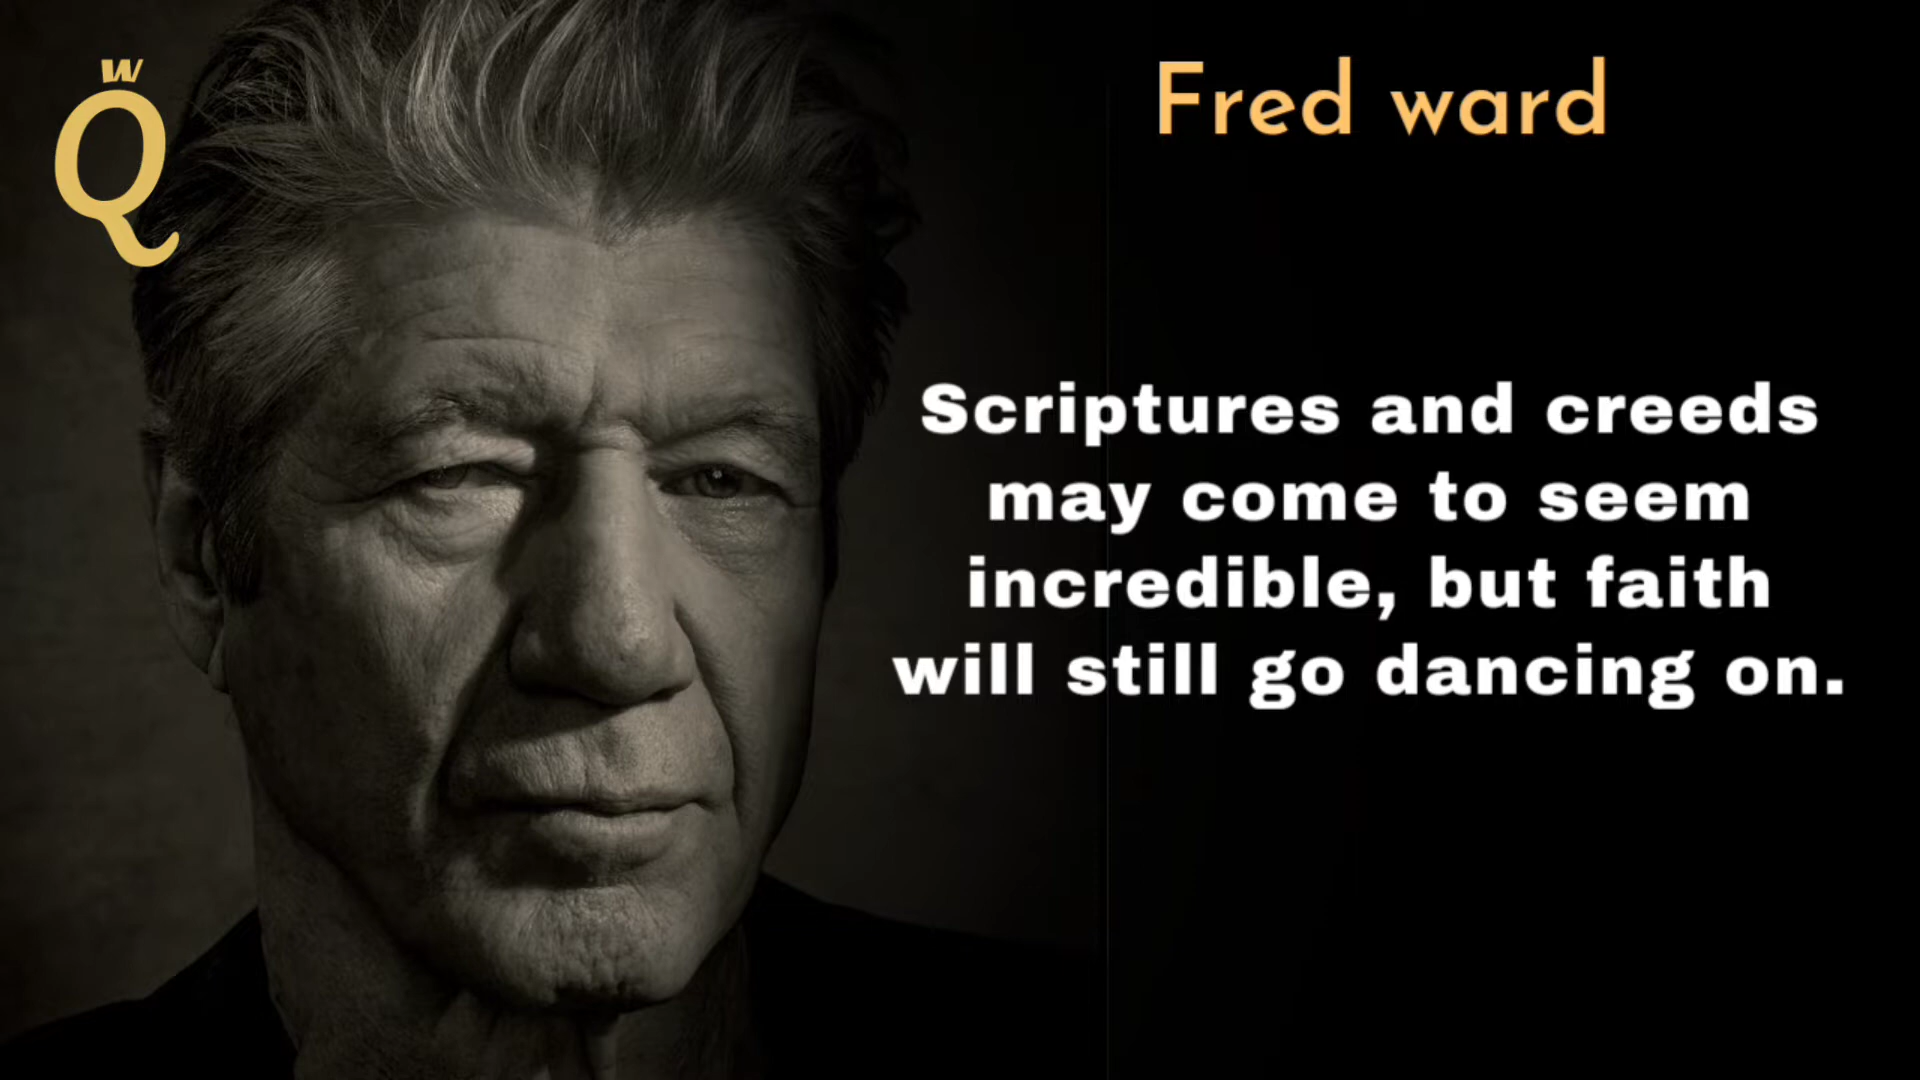 w
Q
Fred ward
Scriptures and creeds
may come to seem
incredible, but faith
will still go dancing on.